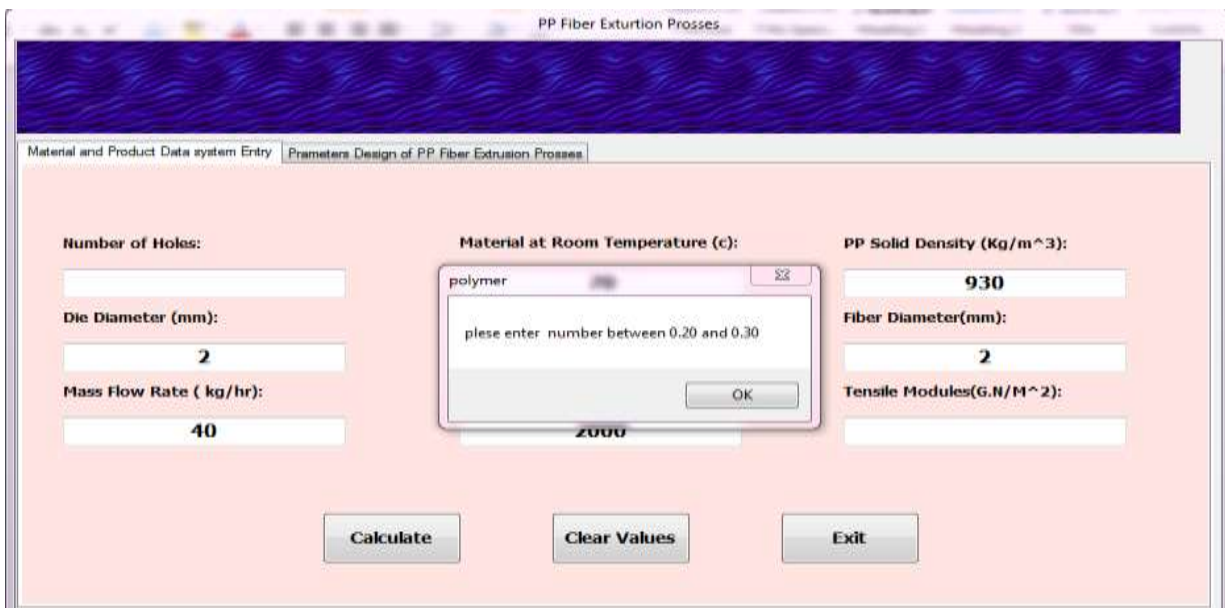 PP Fiber Exturtion Prosses
Material and Product Data system Entry Prameters Design of PP Fiber Extrusion Prosses
Number of Holes: Material at Room Temperature (c): PP Solid Density (Kg/m^3):
polymer
930
Die Diameter (mm): Fiber Diameter(mm):
plese enter number between 0.20 and 0.30
2 2
Mass Flow Rate ( kg/hr): OK Tensile Modules(G.N/M^2):
40 2000
Calculate Clear Values Exit